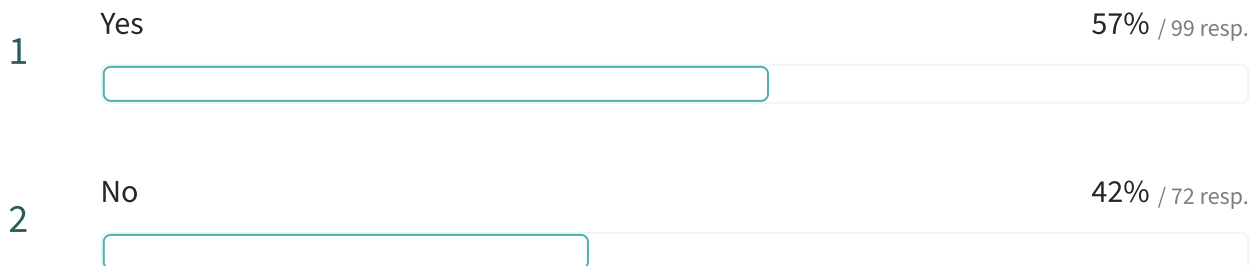 1 Yes 57% / 99 resp.
2 No 42% / 72 resp.